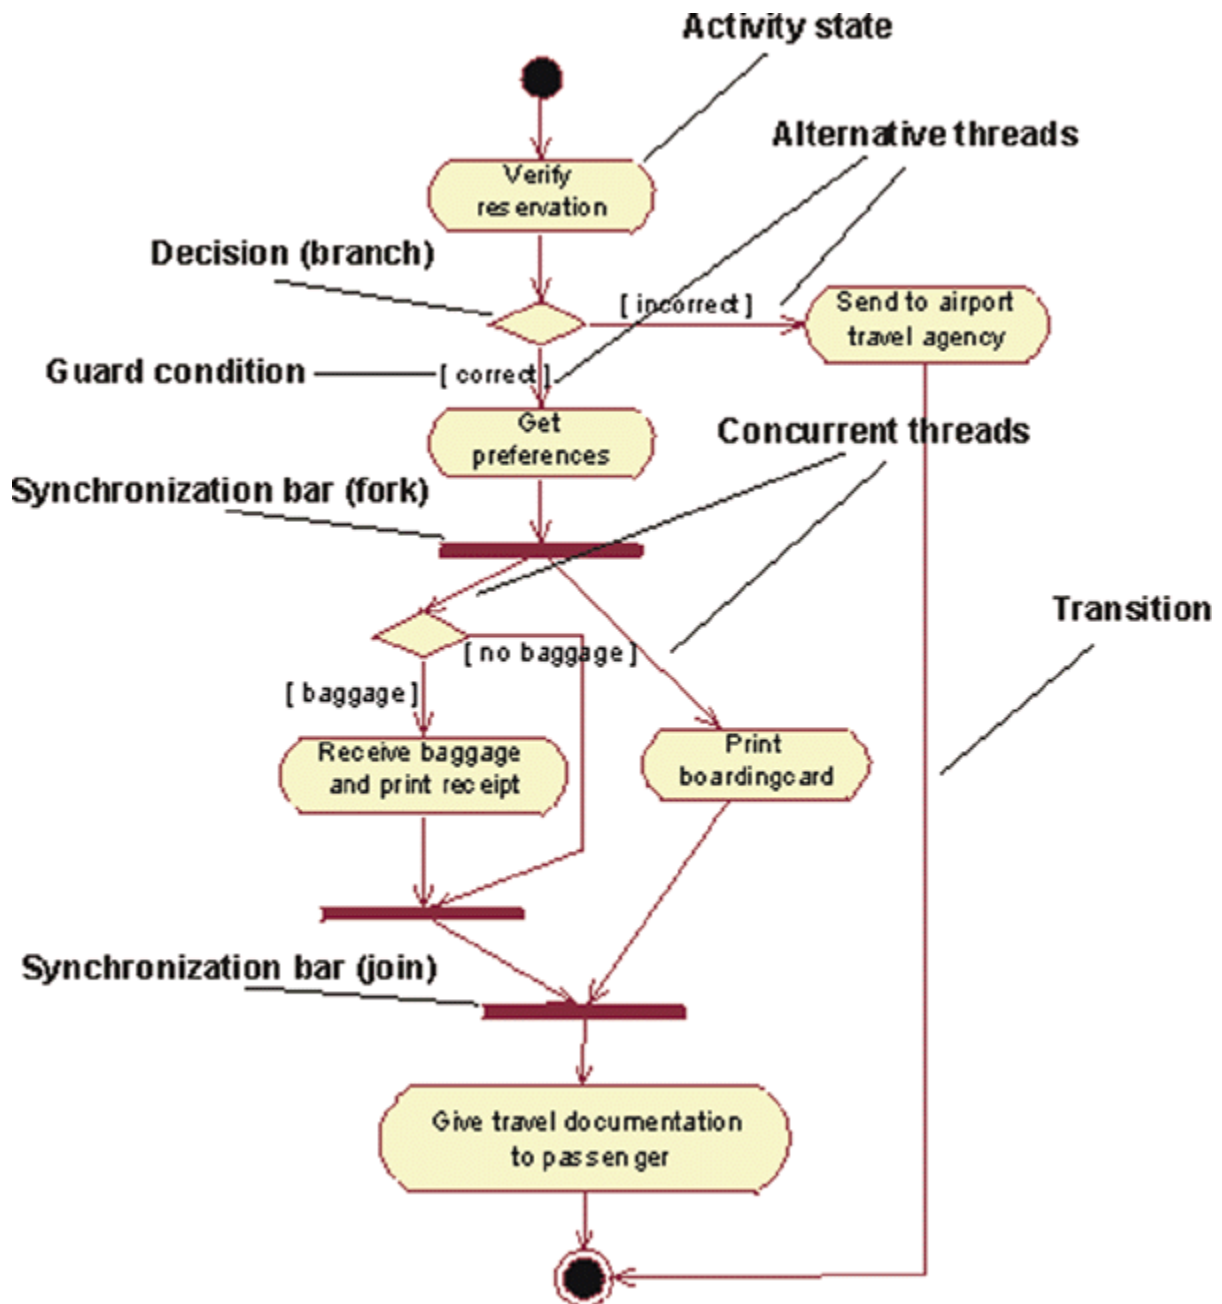 Activity state
Alternative threads
Verify
reservation
Decision (branch)
[ incorrect ]
Send to airport
travel agency
Guard condition
[ correct ]
Get
preferences
Concurrent threads
Synchronization bar (fork)
Transition
[ no baggage ]
[ baggage ]
Receive baggage
and print receipt
Print
boardingcard
Synchronization bar (join)
Give travel documentation
to passenger